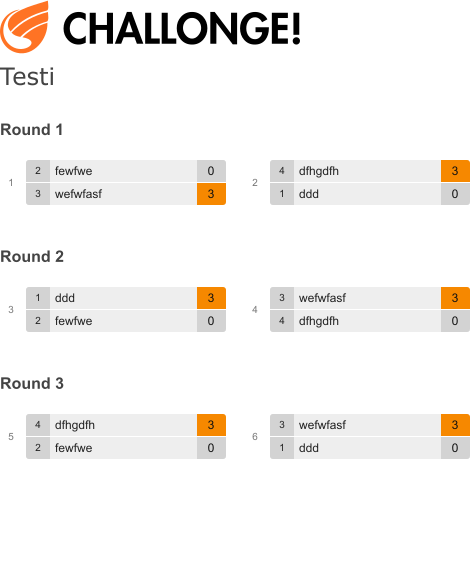 CHALLONGE!
Testi
Round 1
1 2 fewfwe 0
3 wefwfasf 3
2 4 dfhgdfh 3
1 ddd 0
Round 2
3 1 ddd 3
2 fewfwe 0
4 3 wefwfasf 3
4 dfhgdfh 0
Round 3
5 4 dfhgdfh 3
2 fewfwe 0
6 3 wefwfasf 3
1 ddd 0